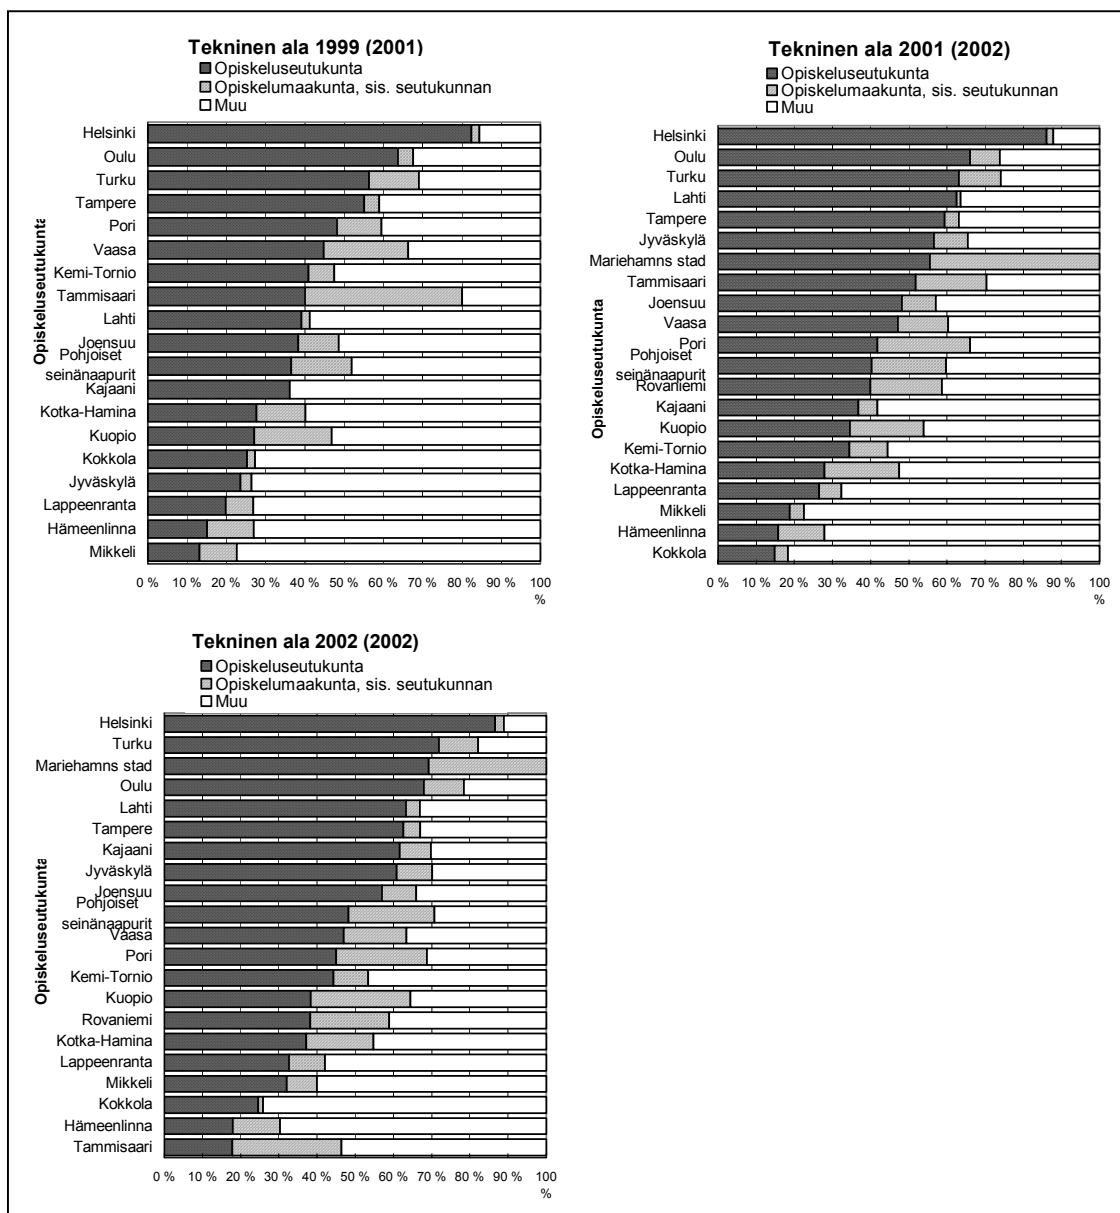 Tekninen ala 1999 (2001)
Opiskeluseutukunta
Opiskelumaakunta, sis. seutukunnan
Muu
Opiskeluseutukunta
Helsinki
Oulu
Turku
Tampere
Pori
Vaasa
Kemi-Tornio
Tammisaari
Lahti
Joensuu
Pohjoiset
seinänaapurit
Kajaani
Kotka-Hamina
Kuopio
Kokkola
Jyväskylä
Lappeenranta
Hämeenlinna
Mikkeli
0 % 10 % 20 % 30 % 40 % 50 % 60 % 70 % 80 % 90 % 100
%
Tekninen ala 2001 (2002)
Opiskeluseutukunta
Opiskelumaakunta, sis. seutukunnan
Muu
Opiskeluseutukunta
Helsinki
Oulu
Turku
Lahti
Tampere
Jyväskylä
Mariehamns stad
Tammisaari
Joensuu
Vaasa
Pori
Pohjoiset
seinänaapurit
Rovaniemi
Kajaani
Kuopio
Kemi-Tornio
Kotka-Hamina
Lappeenranta
Mikkeli
Hämeenlinna
Kokkola
0 % 10 % 20 % 30 % 40 % 50 % 60 % 70 % 80 % 90 % 100
%
Tekninen ala 2002 (2002)
Opiskeluseutukunta
Opiskelumaakunta, sis. seutukunnan
Muu
Opiskeluseutukunta
Helsinki
Turku
Mariehamns stad
Oulu
Lahti
Tampere
Kajaani
Jyväskylä
Joensuu
Pohjoiset
seinänaapurit
Vaasa
Pori
Kemi-Tornio
Kuopio
Rovaniemi
Kotka-Hamina
Lappeenranta
Mikkeli
Kokkola
Hämeenlinna
Tammisaari
0 % 10 % 20 % 30 % 40 % 50 % 60 % 70 % 80 % 90 % 100
%